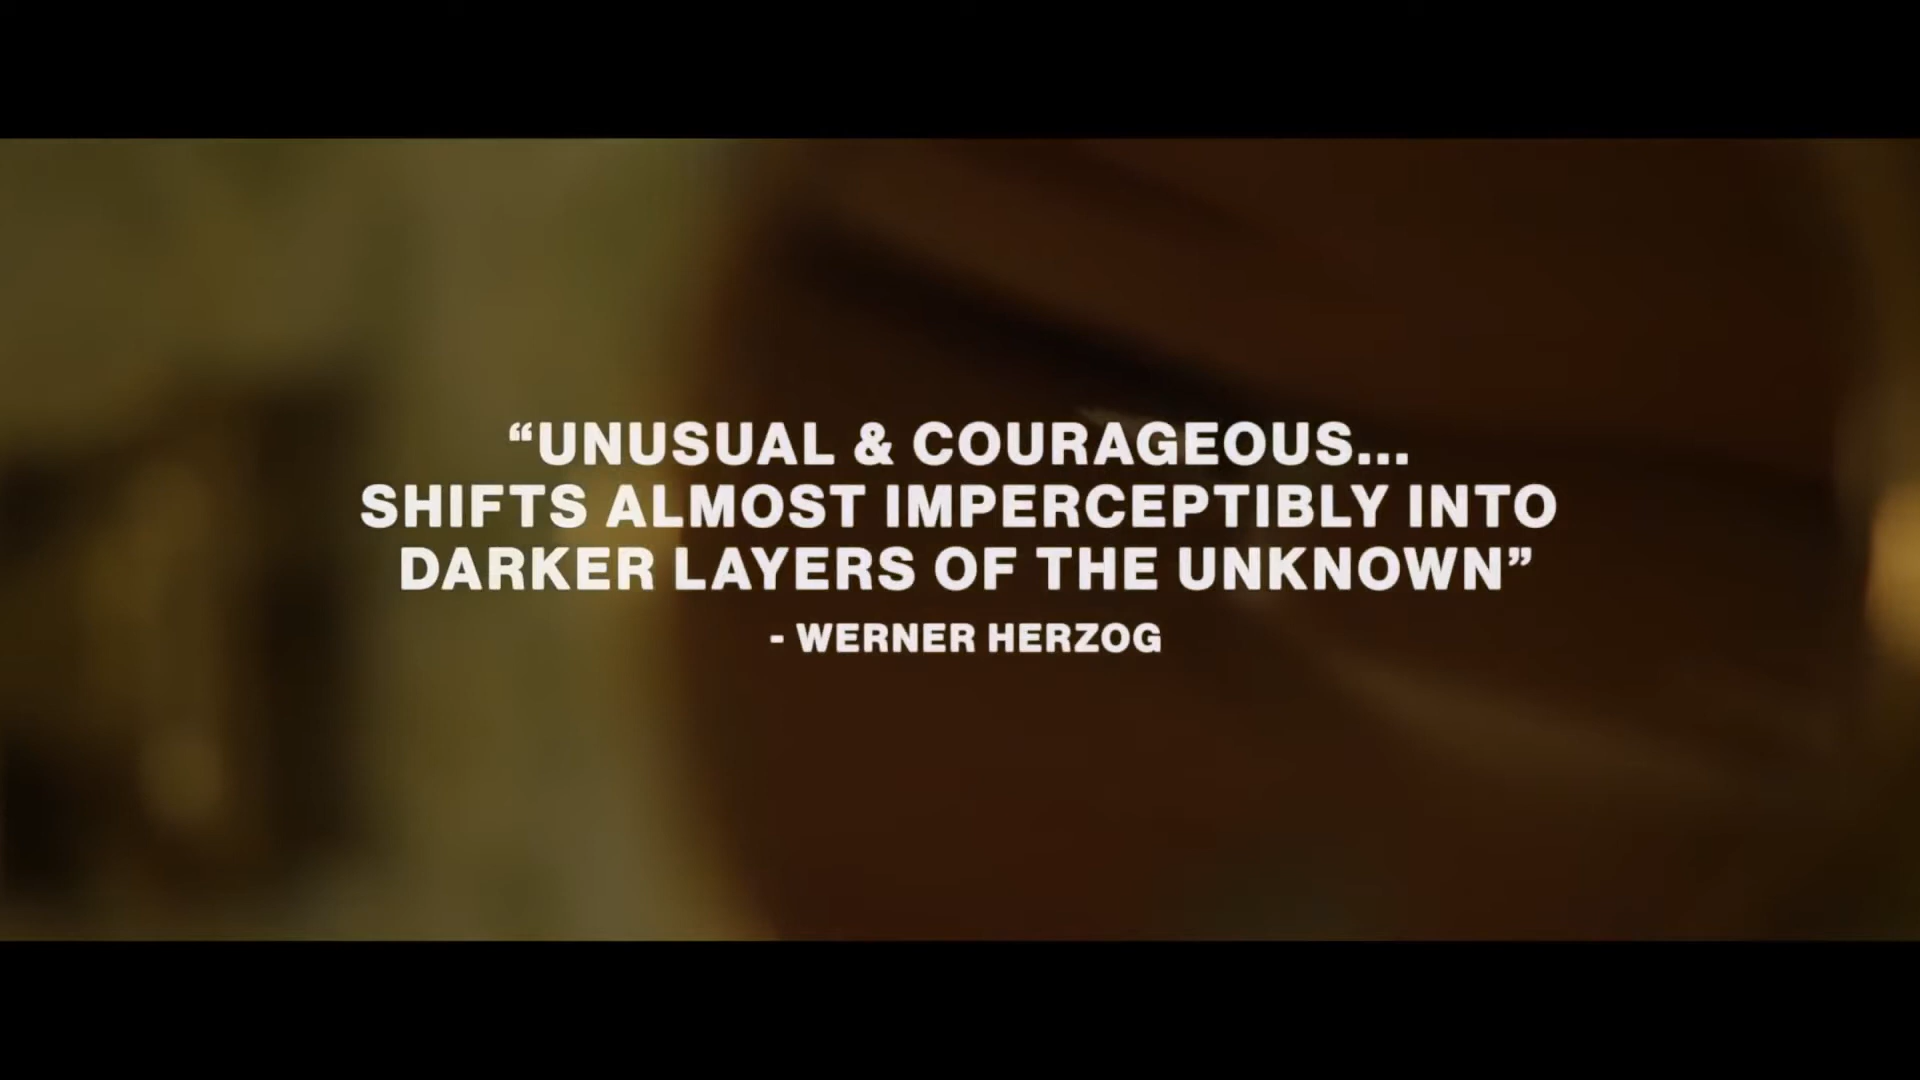 “UNUSUAL & COURAGEOUS...
SHIFTS ALMOST IMPERCEPTIBLY INTO
DARKER LAYERS OF THE UNKNOWN”
- WERNER HERZOG